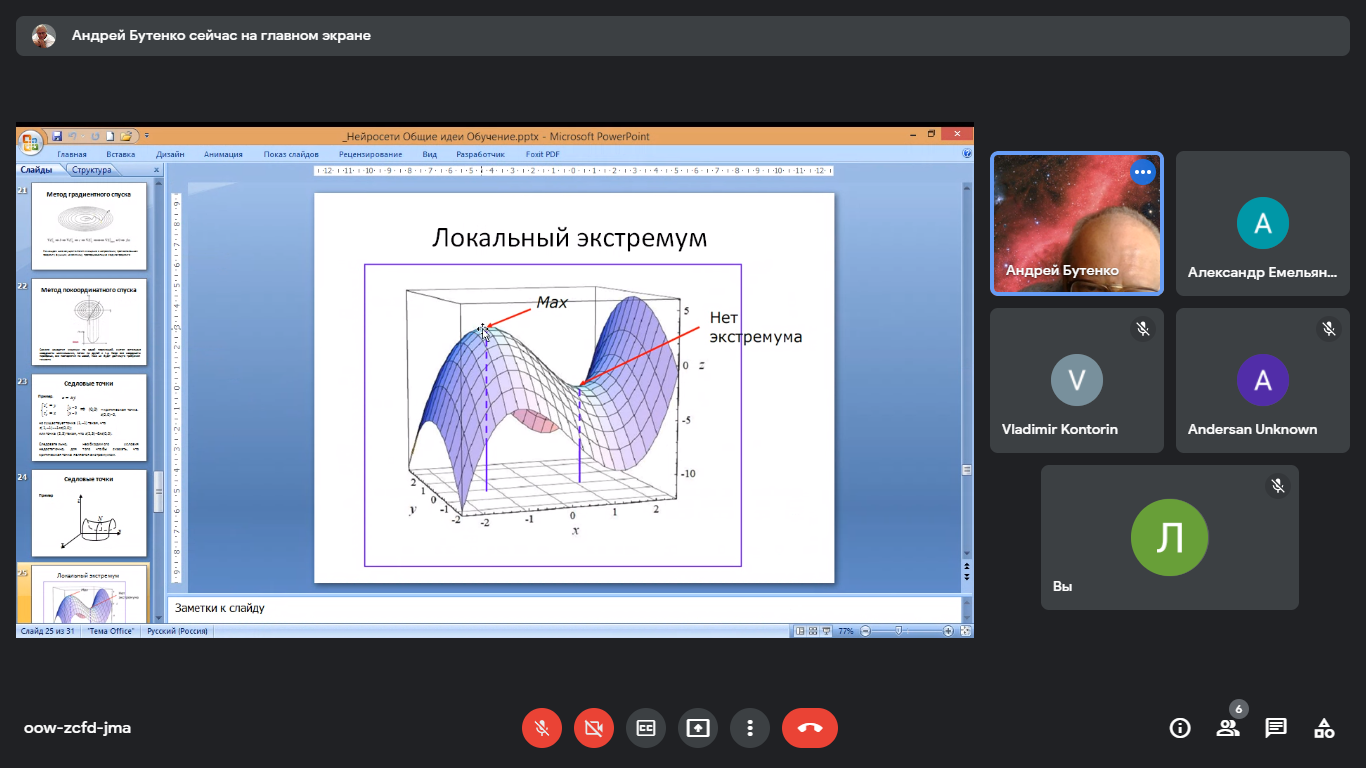 Андрей Бутенко сейчас на главном экране
_Нейросети Общие идеи Обучение.pptx - Microsoft PowerPoint
Главная Вставка Дизайн Анимация Показ слайдов Рецензирование Вид Разработчик Foxit PDF
Слайды Структура
21
Метод градиентного спуска
22
Метод покоординатного спуска
23
Седловые точки
24
Седловые точки
25
Локальный экстремум
Локальный экстремум
Max
Нет
экстремума
5
0
-5
-10
z
2
1
0
-1
-2
y
-2
-1
0
1
2
x
Заметки к слайду
Слайд 25 из 31 "Тема Office" Русский (Россия) 77%
Андрей Бутенко
А
Александр Емельян...
V
Vladimir Kontorin
A
Andersan Unknown
Л
Вы
oow-zcfd-jma
6